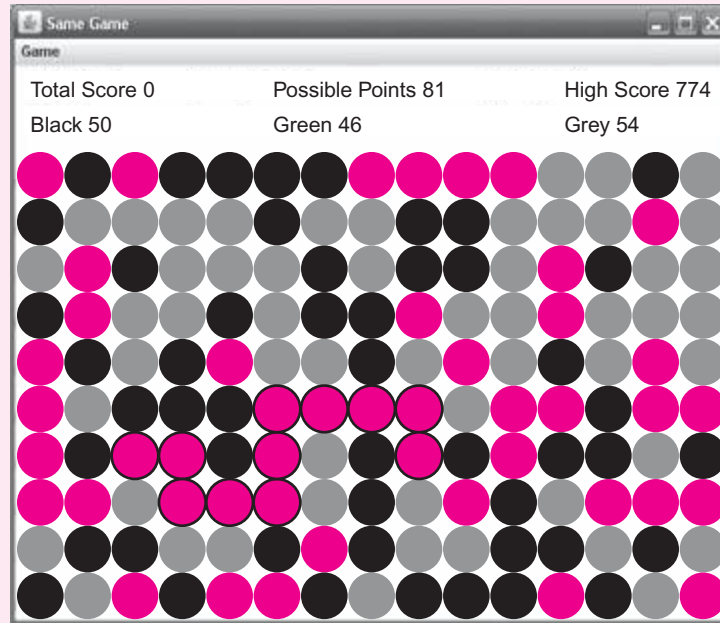 Same Game
Game
Total Score 0 Possible Points 81 High Score 774
Black 50 Green 46 Grey 54